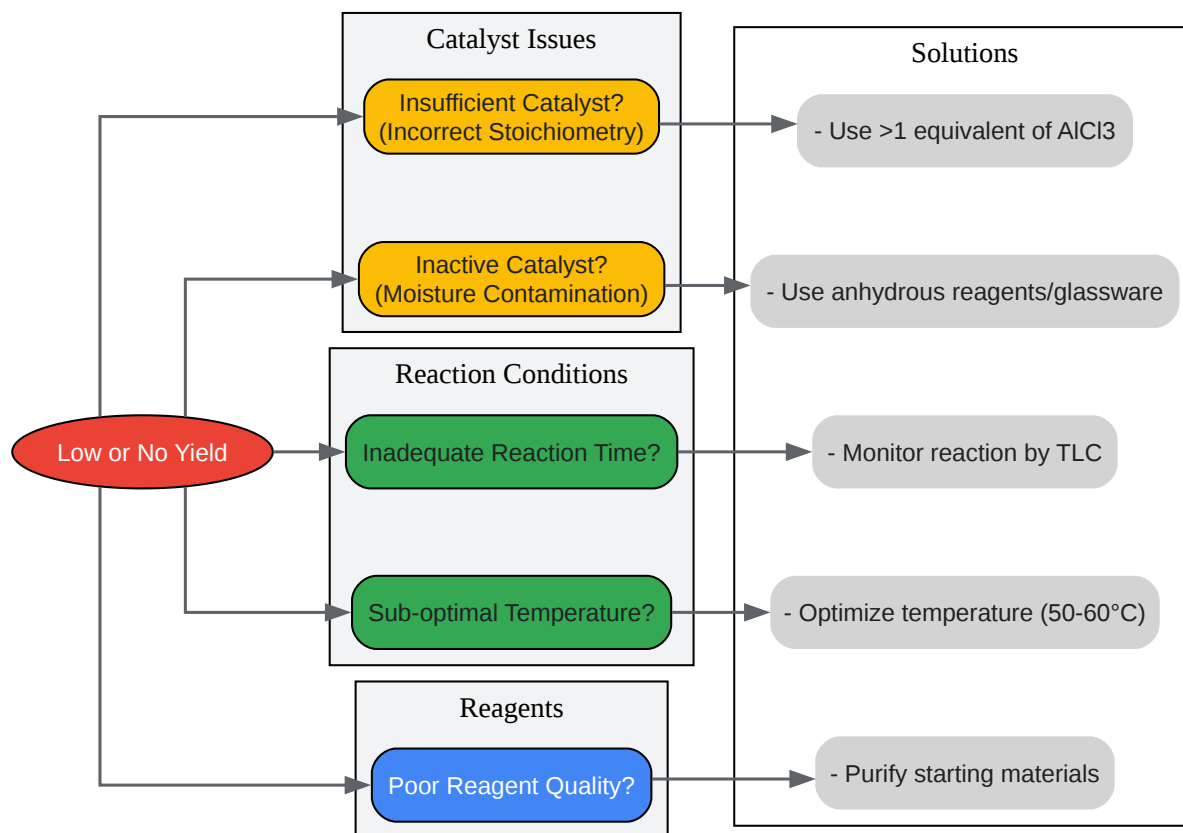 Catalyst Issues
Insufficient Catalyst?
(Incorrect Stoichiometry)
Inactive Catalyst?
(Moisture Contamination)
Reaction Conditions
Low or No Yield
Inadequate Reaction Time?
Sub-optimal Temperature?
Reagents
Poor Reagent Quality?
Solutions
- Use >1 equivalent of AlCl3
- Use anhydrous reagents/glassware
- Monitor reaction by TLC
- Optimize temperature (50-60°C)
- Purify starting materials